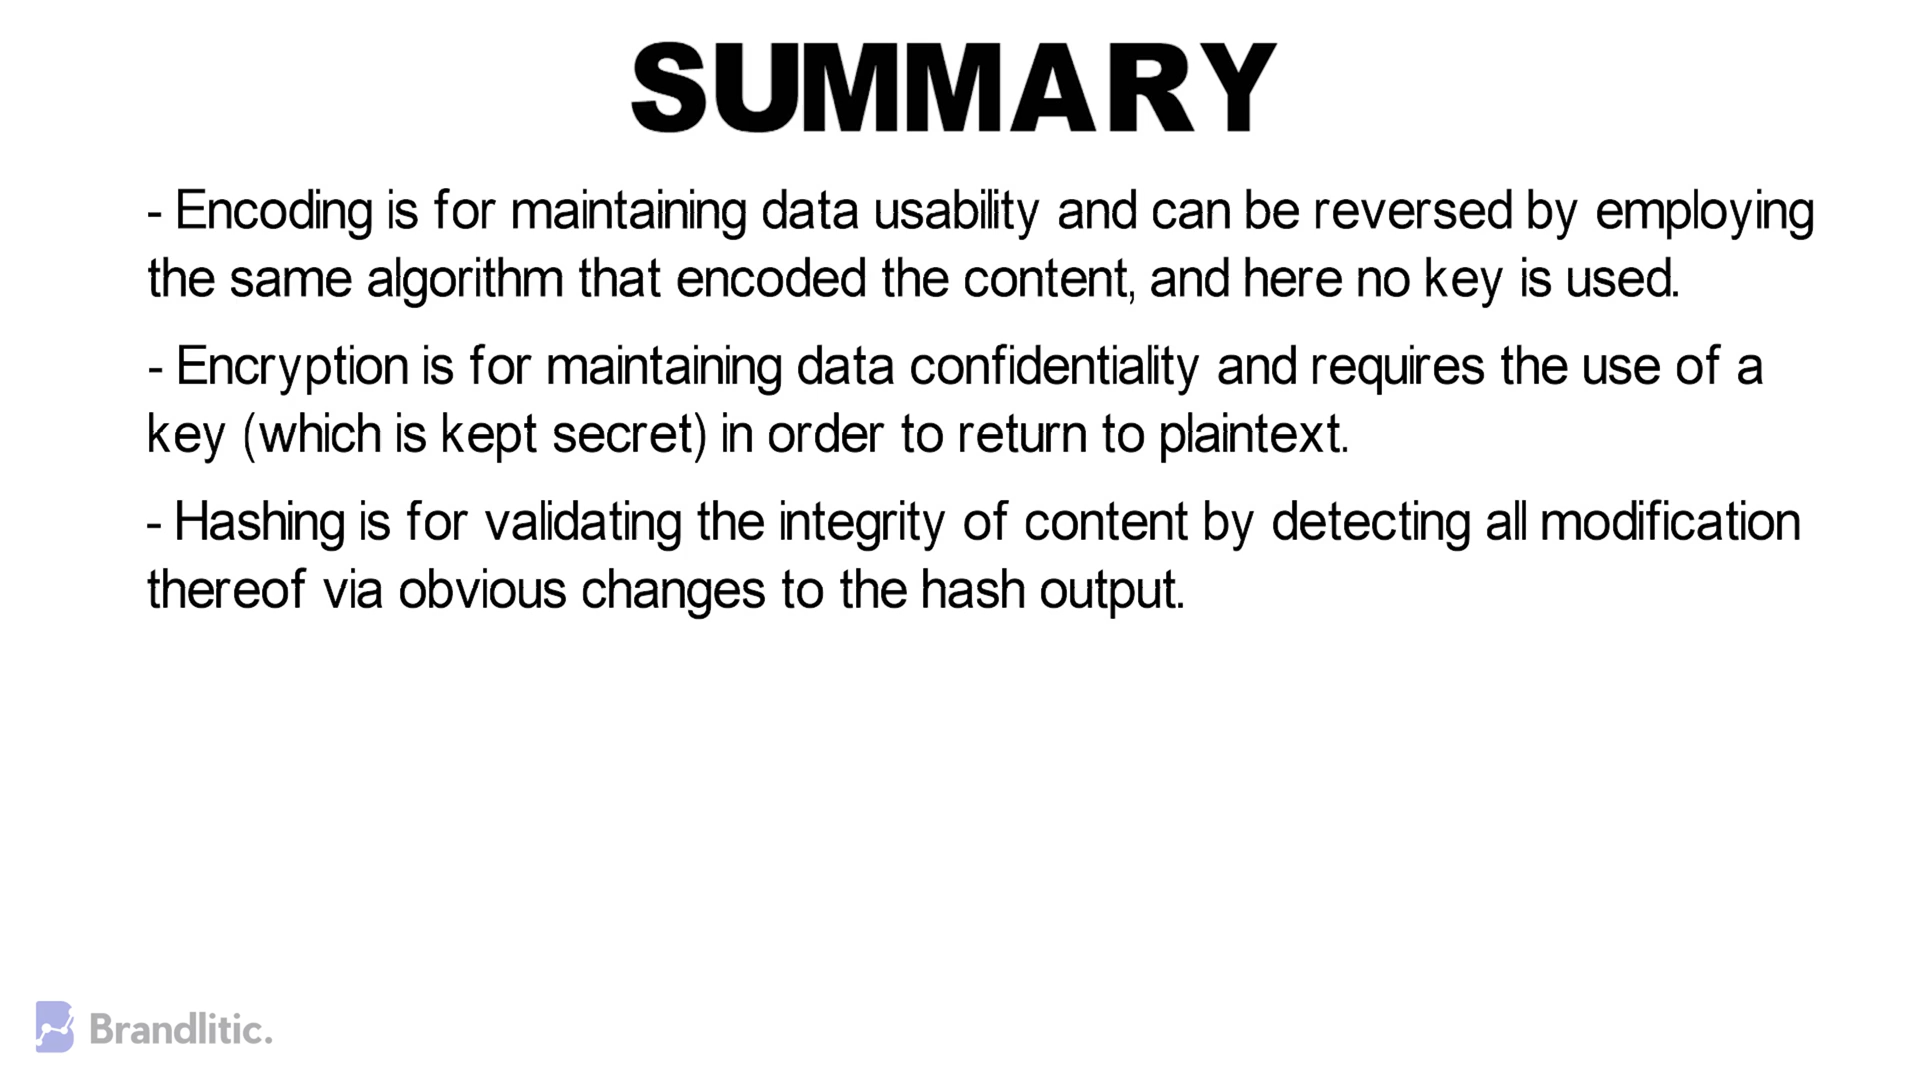 SUMMARY
- Encoding is for maintaining data usability and can be reversed by employing
the same algorithm that encoded the content, and here no key is used.
- Encryption is for maintaining data confidentiality and requires the use of a
key (which is kept secret) in order to return to plaintext.
- Hashing is for validating the integrity of content by detecting all modification
thereof via obvious changes to the hash output.
Brandlitic.